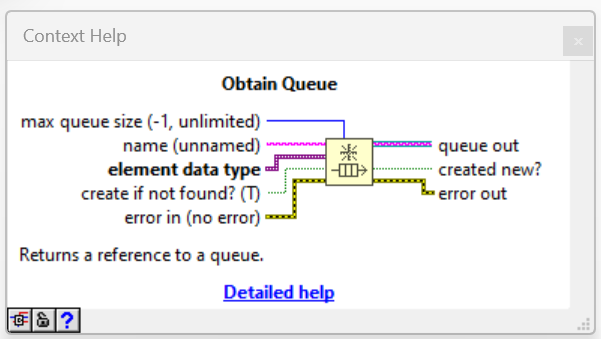 Context Help
×
Obtain Queue
max queue size (-1, unlimited)
name (unnamed)
element data type
create if not found? (T)
error in (no error)
queue out
created new?
error out
Returns a reference to a queue.
Detailed help
?